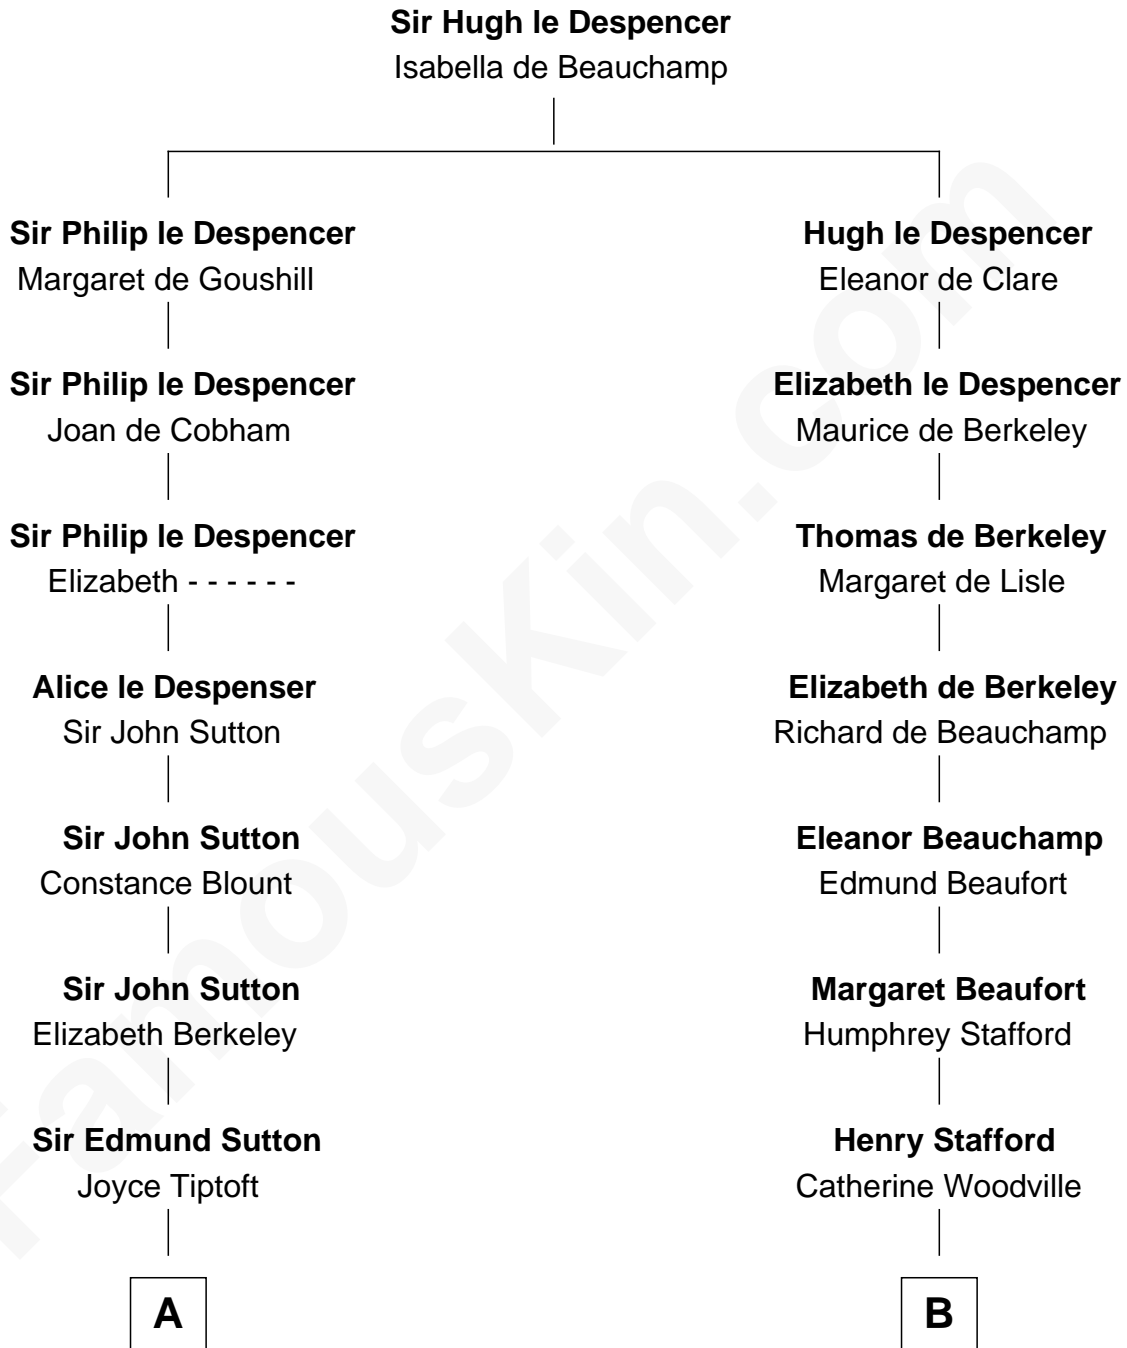 Sir Hugh le Despencer
Isabella de Beauchamp
Sir Philip le Despencer
Margaret de Goushill
Hugh le Despencer
Eleanor de Clare
Sir Philip le Despencer
Joan de Cobham
Elizabeth le Despencer
Maurice de Berkeley
Sir Philip le Despencer
Elizabeth - - - - - -
Thomas de Berkeley
Margaret de Lisle
Alice le Despenser
Sir John Sutton
Elizabeth de Berkeley
Richard de Beauchamp
Sir John Sutton
Constance Blount
Eleanor Beauchamp
Edmund Beaufort
Sir John Sutton
Elizabeth Berkeley
Margaret Beaufort
Humphrey Stafford
Sir Edmund Sutton
Joyce Tiptoft
Henry Stafford
Catherine Woodville
A
B
FamousKin.com